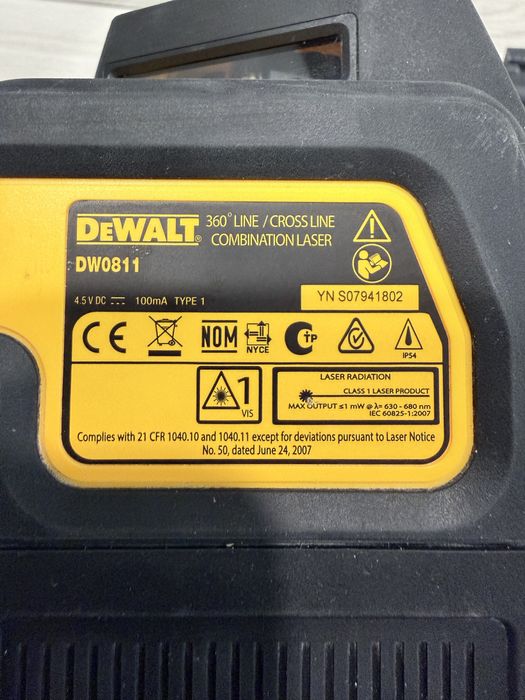 DEWALT® 360° LINE / CROSS LINE
COMBINATION LASER
DW0811
4.5 V DC ⎓ 100mA TYPE 1
YN S07941802
CE NOM NYCE TP IP54
LASER RADIATION
CLASS 1 LASER PRODUCT
1 VIS
MAX OUTPUT ≤1 mW @ λ= 630 - 680 nm
IEC 60825-1:2007
Complies with 21 CFR 1040.10 and 1040.11 except for deviations pursuant to Laser Notice
No. 50, dated June 24, 2007